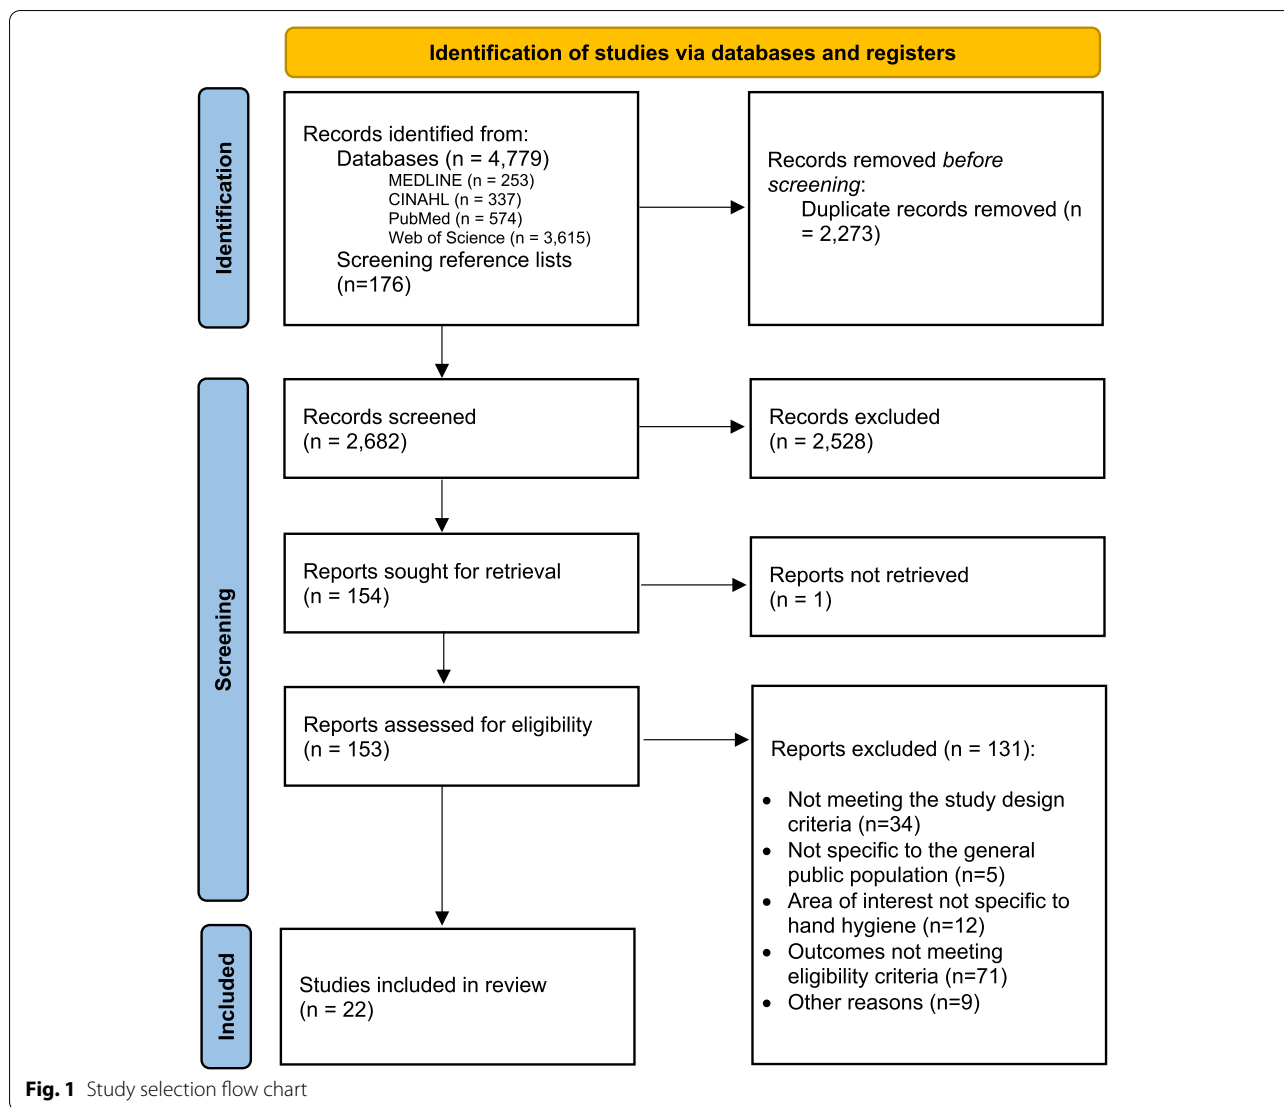 Identification of studies via databases and registers
Identification
Records identified from:
Databases (n = 4,779)
MEDLINE (n = 253)
CINAHL (n = 337)
PubMed (n = 574)
Web of Science (n = 3,615)
Screening reference lists
(n=176)
Records removed before
screening:
Duplicate records removed (n
= 2,273)
Screening
Records screened
(n = 2,682)
Records excluded
(n = 2,528)
Reports sought for retrieval
(n = 154)
Reports not retrieved
(n = 1)
Reports assessed for eligibility
(n = 153)
Reports excluded (n = 131):
• Not meeting the study design
criteria (n=34)
• Not specific to the general
public population (n=5)
• Area of interest not specific to
hand hygiene (n=12)
• Outcomes not meeting
eligibility criteria (n=71)
• Other reasons (n=9)
Included
Studies included in review
(n = 22)
Fig. 1 Study selection flow chart